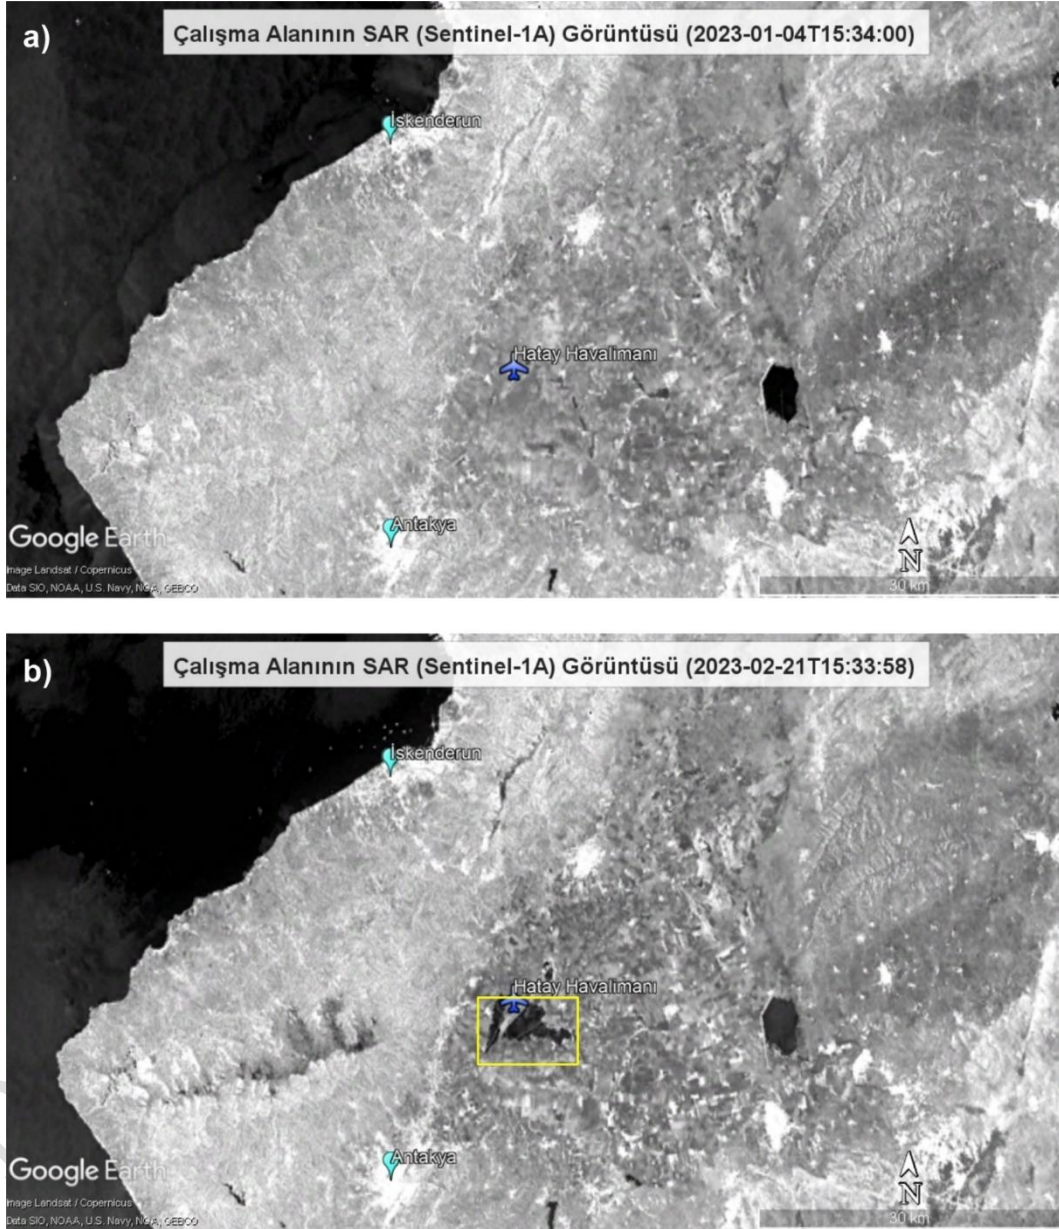 a)
Çalışma Alanının SAR (Sentinel-1A) Görüntüsü (2023-01-04T15:34:00)
İskenderun
Hatay Havalimanı
Antakya
Google Earth
Image Landsat / Copernicus
Data SIO, NOAA, U.S. Navy, NGA, GEBCO
N
30 km
b)
Çalışma Alanının SAR (Sentinel-1A) Görüntüsü (2023-02-21T15:33:58)
İskenderun
Hatay Havalimanı
Antakya
Google Earth
Image Landsat / Copernicus
Data SIO, NOAA, U.S. Navy, NGA, GEBCO
N
30 km